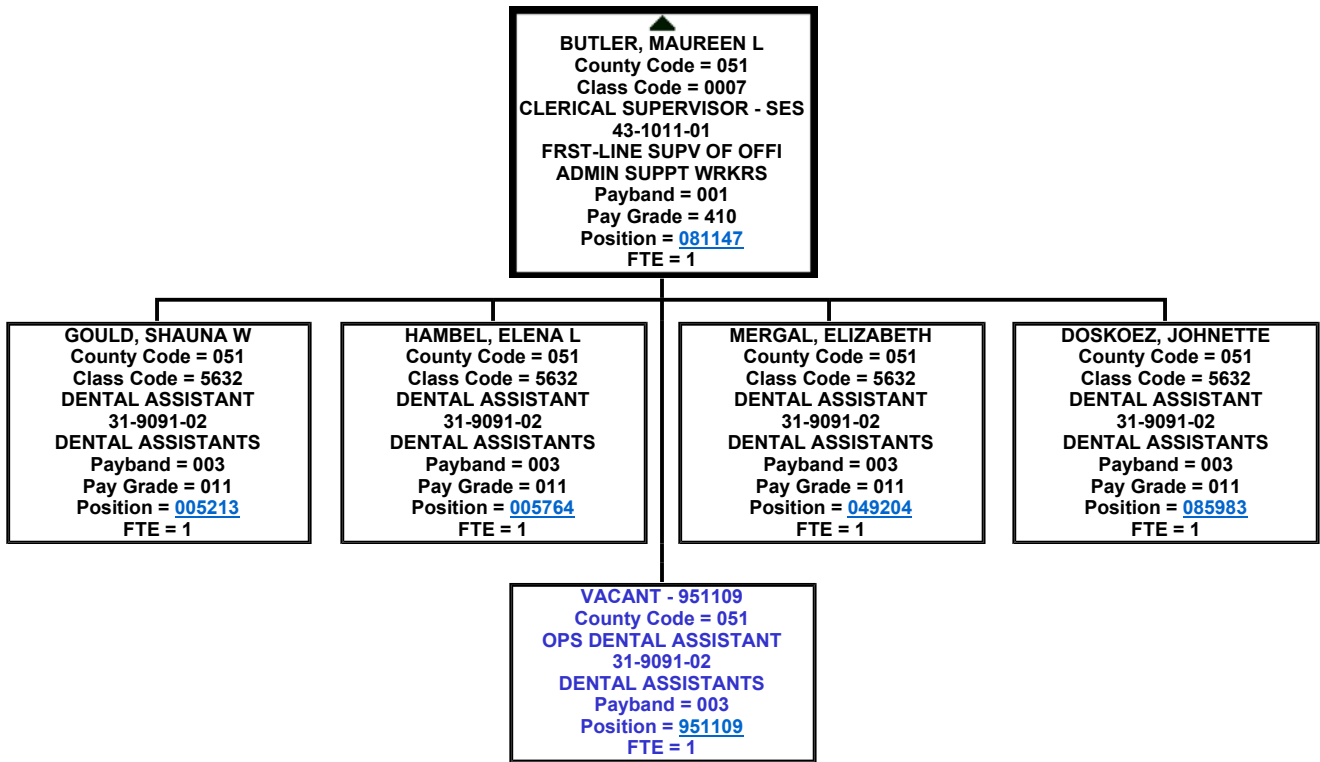 BUTLER, MAUREEN L
County Code = 051
Class Code = 0007
CLERICAL SUPERVISOR - SES
43-1011-01
FRST-LINE SUPV OF OFFI
ADMIN SUPPT WRKRS
Payband = 001
Pay Grade = 410
Position = 081147
FTE = 1
GOULD, SHAUNA W
County Code = 051
Class Code = 5632
DENTAL ASSISTANT
31-9091-02
DENTAL ASSISTANTS
Payband = 003
Pay Grade = 011
Position = 005213
FTE = 1
HAMBEL, ELENA L
County Code = 051
Class Code = 5632
DENTAL ASSISTANT
31-9091-02
DENTAL ASSISTANTS
Payband = 003
Pay Grade = 011
Position = 005764
FTE = 1
MERGAL, ELIZABETH
County Code = 051
Class Code = 5632
DENTAL ASSISTANT
31-9091-02
DENTAL ASSISTANTS
Payband = 003
Pay Grade = 011
Position = 049204
FTE = 1
DOSKOEZ, JOHNETTE
County Code = 051
Class Code = 5632
DENTAL ASSISTANT
31-9091-02
DENTAL ASSISTANTS
Payband = 003
Pay Grade = 011
Position = 085983
FTE = 1
VACANT - 951109
County Code = 051
OPS DENTAL ASSISTANT
31-9091-02
DENTAL ASSISTANTS
Payband = 003
Position = 951109
FTE = 1